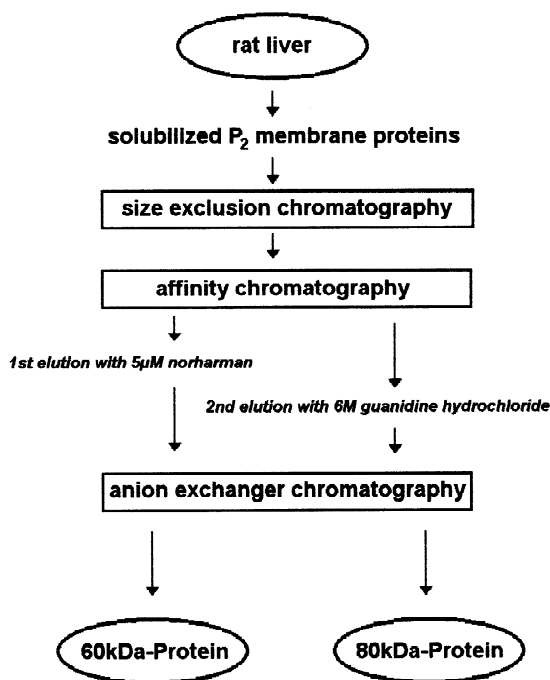 rat liver
solubilized P₂ membrane proteins
size exclusion chromatography
affinity chromatography
1st elution with 5µM norharman
2nd elution with 6M guanidine hydrochloride
anion exchanger chromatography
60kDa-Protein
80kDa-Protein